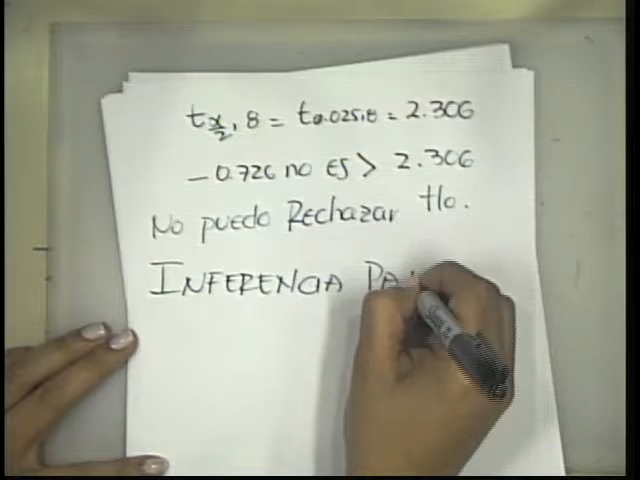 tα/2, 8 = t0.025,8 = 2.306
- 0.726 no es > 2.306
No puedo Rechazar Ho.
INFERENCIA PA